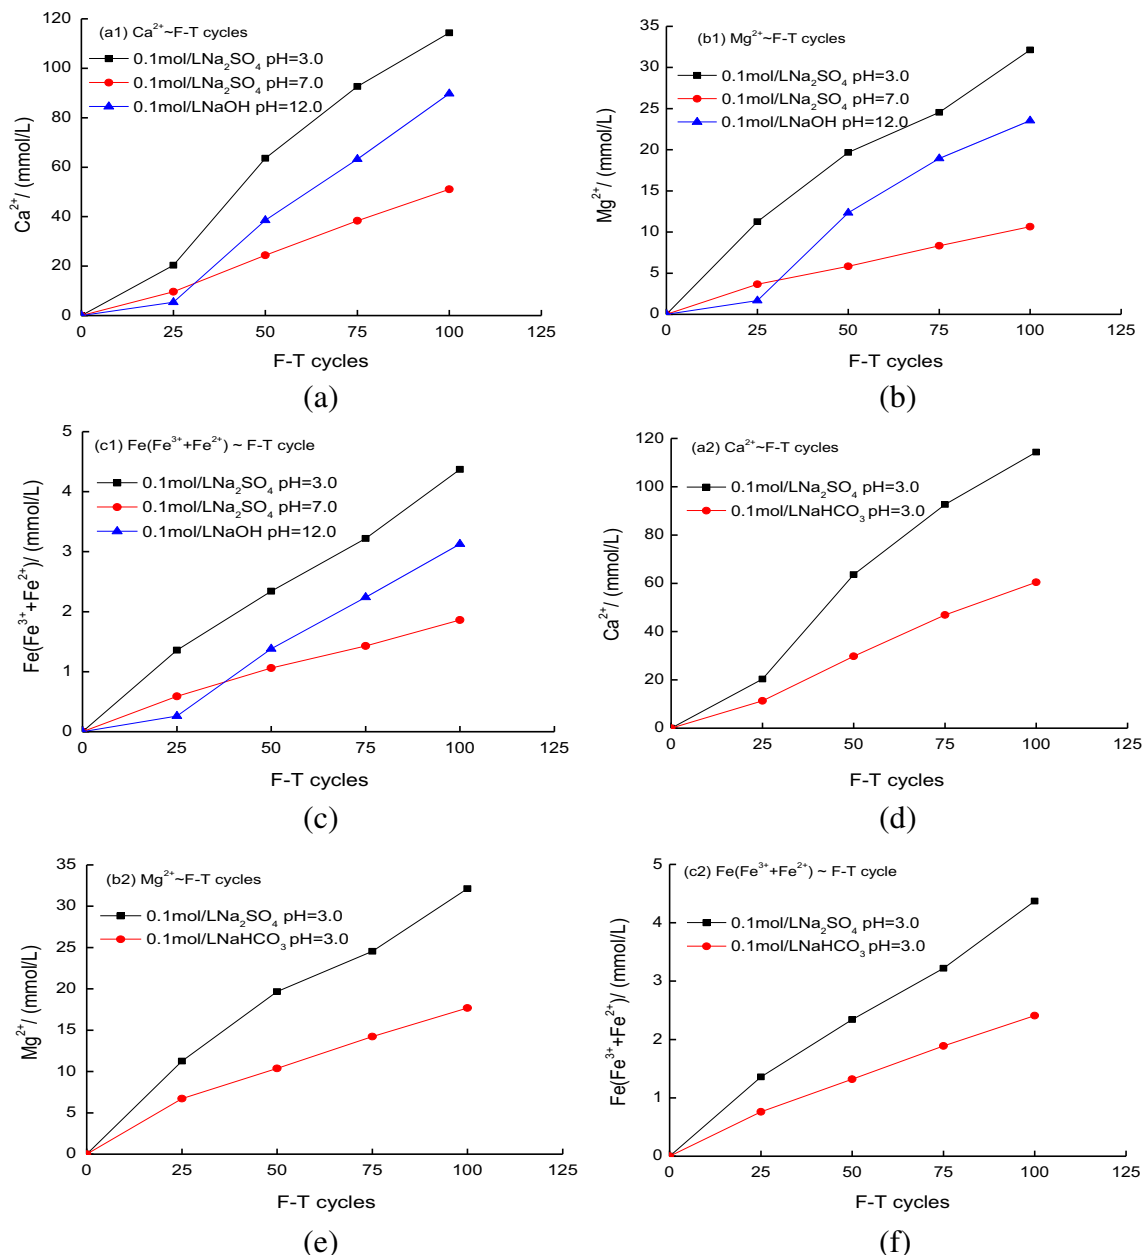 (a1) Ca²⁺~F-T cycles
0.1mol/LNa₂SO₄ pH=3.0
0.1mol/LNa₂SO₄ pH=7.0
0.1mol/LNaOH pH=12.0
Ca²⁺/ (mmol/L)
120
100
80
60
40
20
0
0 25 50 75 100 125
F-T cycles
(a)
(b1) Mg²⁺~F-T cycles
0.1mol/LNa₂SO₄ pH=3.0
0.1mol/LNa₂SO₄ pH=7.0
0.1mol/LNaOH pH=12.0
Mg²⁺/ (mmol/L)
35
30
25
20
15
10
5
0
0 25 50 75 100 125
F-T cycles
(b)
(c1) Fe(Fe³⁺+Fe²⁺) ~ F-T cycle
0.1mol/LNa₂SO₄ pH=3.0
0.1mol/LNa₂SO₄ pH=7.0
0.1mol/LNaOH pH=12.0
Fe(Fe³⁺+Fe²⁺)/ (mmol/L)
5
4
3
2
1
0
0 25 50 75 100 125
F-T cycles
(c)
(a2) Ca²⁺~F-T cycles
0.1mol/LNa₂SO₄ pH=3.0
0.1mol/LNaHCO₃ pH=3.0
Ca²⁺/ (mmol/L)
120
100
80
60
40
20
0
0 25 50 75 100 125
F-T cycles
(d)
(b2) Mg²⁺~F-T cycles
0.1mol/LNa₂SO₄ pH=3.0
0.1mol/LNaHCO₃ pH=3.0
Mg²⁺/ (mmol/L)
35
30
25
20
15
10
5
0
0 25 50 75 100 125
F-T cycles
(e)
(c2) Fe(Fe³⁺+Fe²⁺) ~ F-T cycle
0.1mol/LNa₂SO₄ pH=3.0
0.1mol/LNaHCO₃ pH=3.0
Fe(Fe³⁺+Fe²⁺)/ (mmol/L)
5
4
3
2
1
0
0 25 50 75 100 125
F-T cycles
(f)